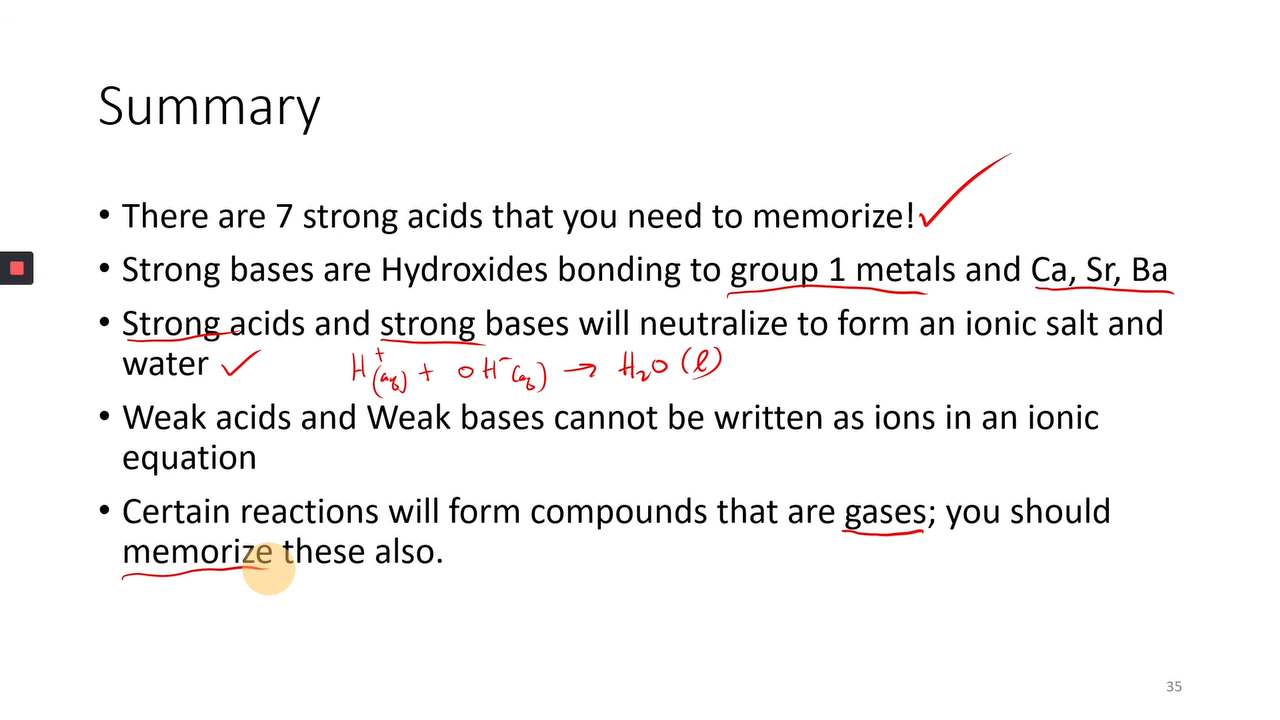 Summary
• There are 7 strong acids that you need to memorize!
• Strong bases are Hydroxides bonding to group 1 metals and Ca, Sr, Ba
• Strong acids and strong bases will neutralize to form an ionic salt and
water
H⁺(aq) + OH⁻(aq) → H₂O (l)
• Weak acids and Weak bases cannot be written as ions in an ionic
equation
• Certain reactions will form compounds that are gases; you should
memorize these also.
35